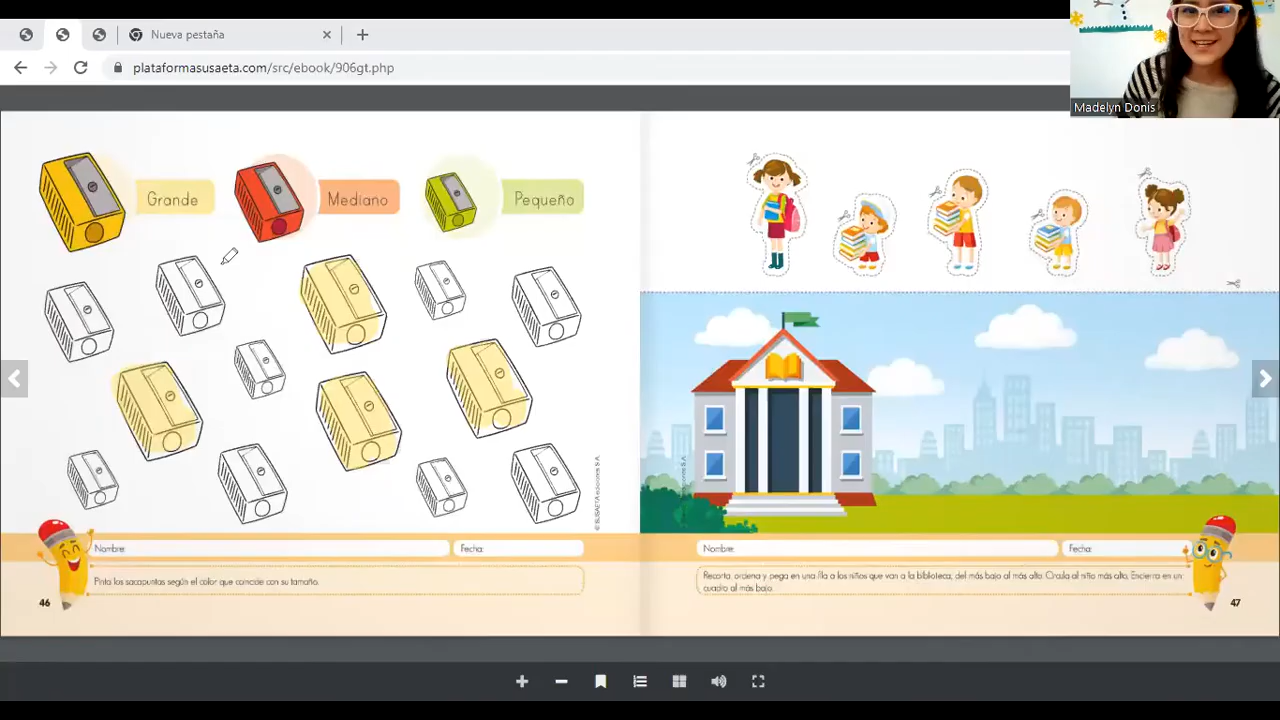 Nueva pestaña
plataformasusaeta.com/src/ebook/906gt.php
Madelyn Donis
Grande
Mediano
Pequeño
© SUSAETA ediciones S.A.
Nombre:
Fecha:
Pinta los sacapuntas según el color que coincide con su tamaño.
46
Nombre:
Fecha:
Recorta, ordena y pega en una fila a los niños que van a la biblioteca, del más bajo al más alto. Circula al niño más alto. Encierra en un
cuadro al más bajo.
47